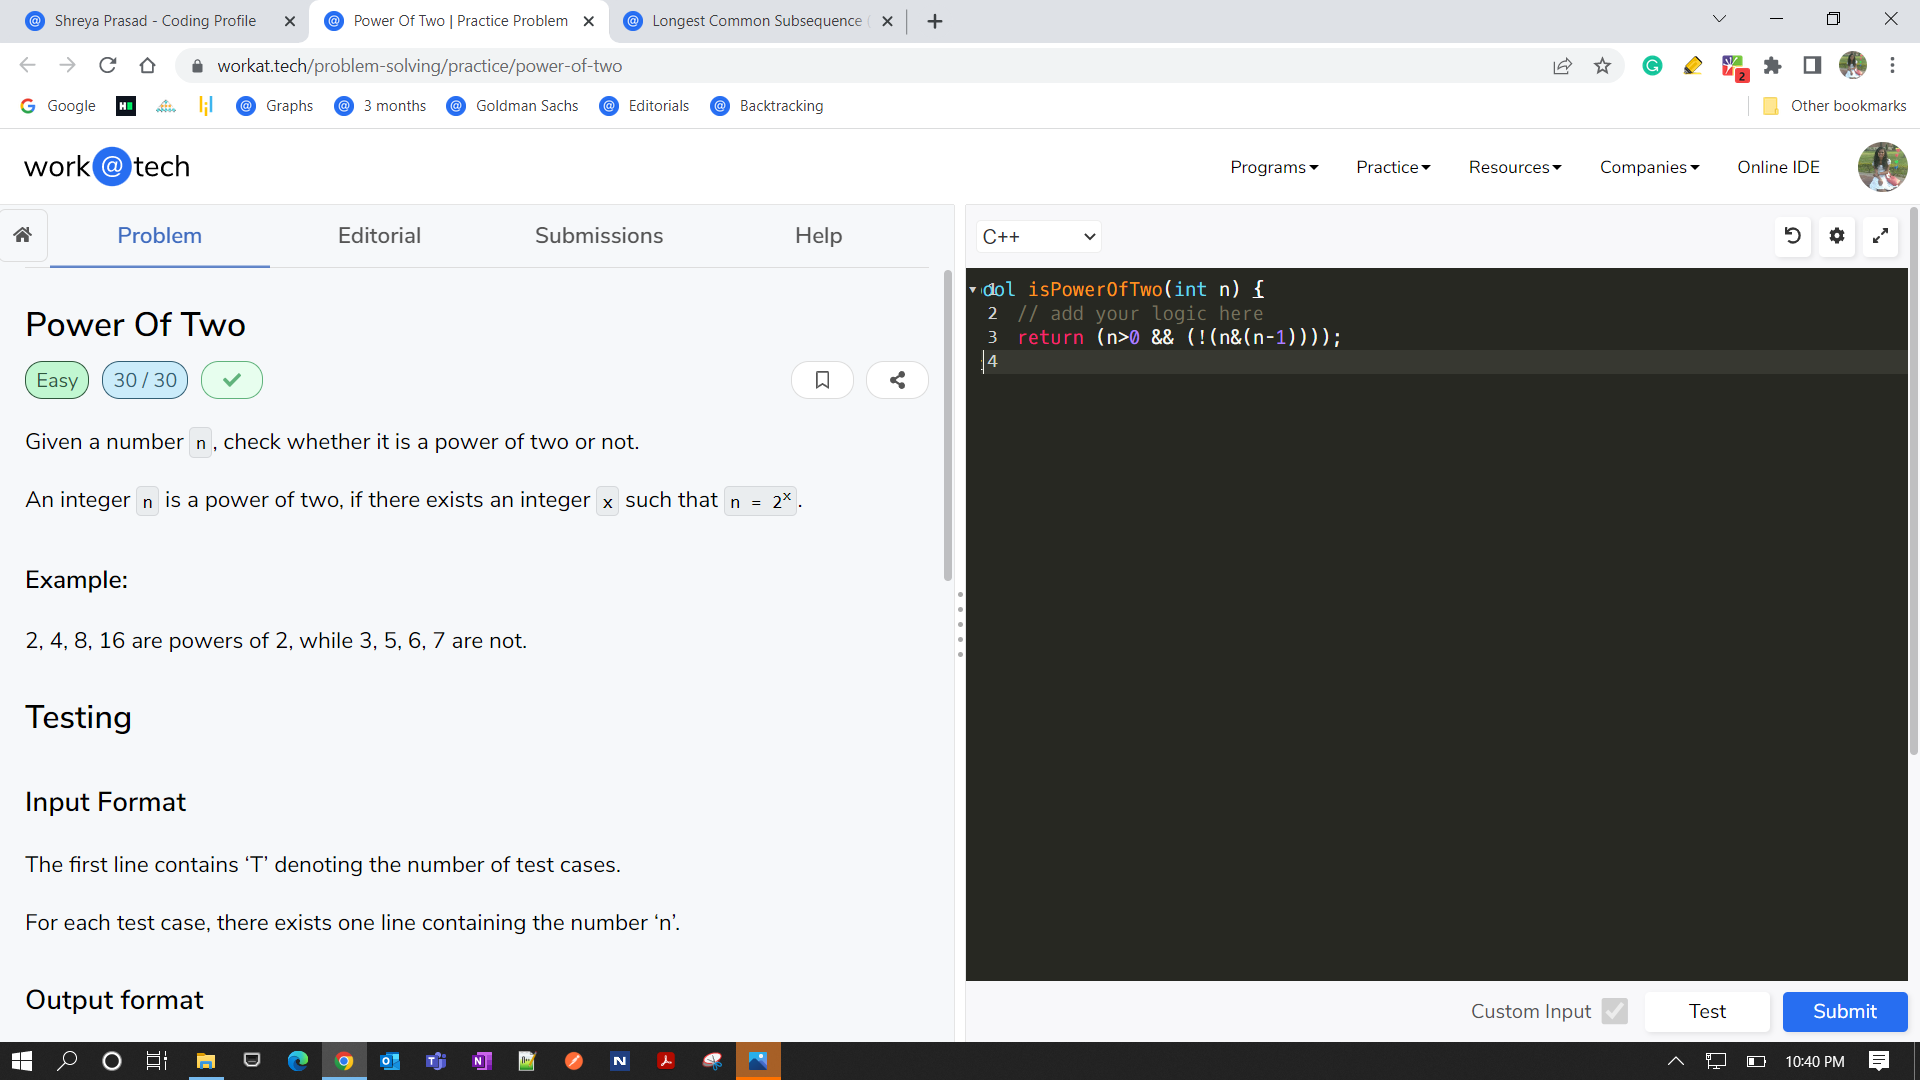 Shreya Prasad - Coding Profile
Power Of Two | Practice Problem
Longest Common Subsequence (
workat.tech/problem-solving/practice/power-of-two
2
Google
Graphs
3 months
Goldman Sachs
Editorials
Backtracking
Other bookmarks
work@tech
Programs
Practice
Resources
Companies
Online IDE
Problem
Editorial
Submissions
Help
Power Of Two
Easy
30 / 30
Given a number n, check whether it is a power of two or not.
An integer n is a power of two, if there exists an integer x such that n = 2ˣ.
Example:
2, 4, 8, 16 are powers of 2, while 3, 5, 6, 7 are not.
Testing
Input Format
The first line contains ‘T’ denoting the number of test cases.
For each test case, there exists one line containing the number ‘n’.
Output format
C++
1 ool isPowerOfTwo(int n) {
2 // add your logic here
3 return (n>0 && (!(n&(n-1))));
4
Custom Input
Test
Submit
10:40 PM